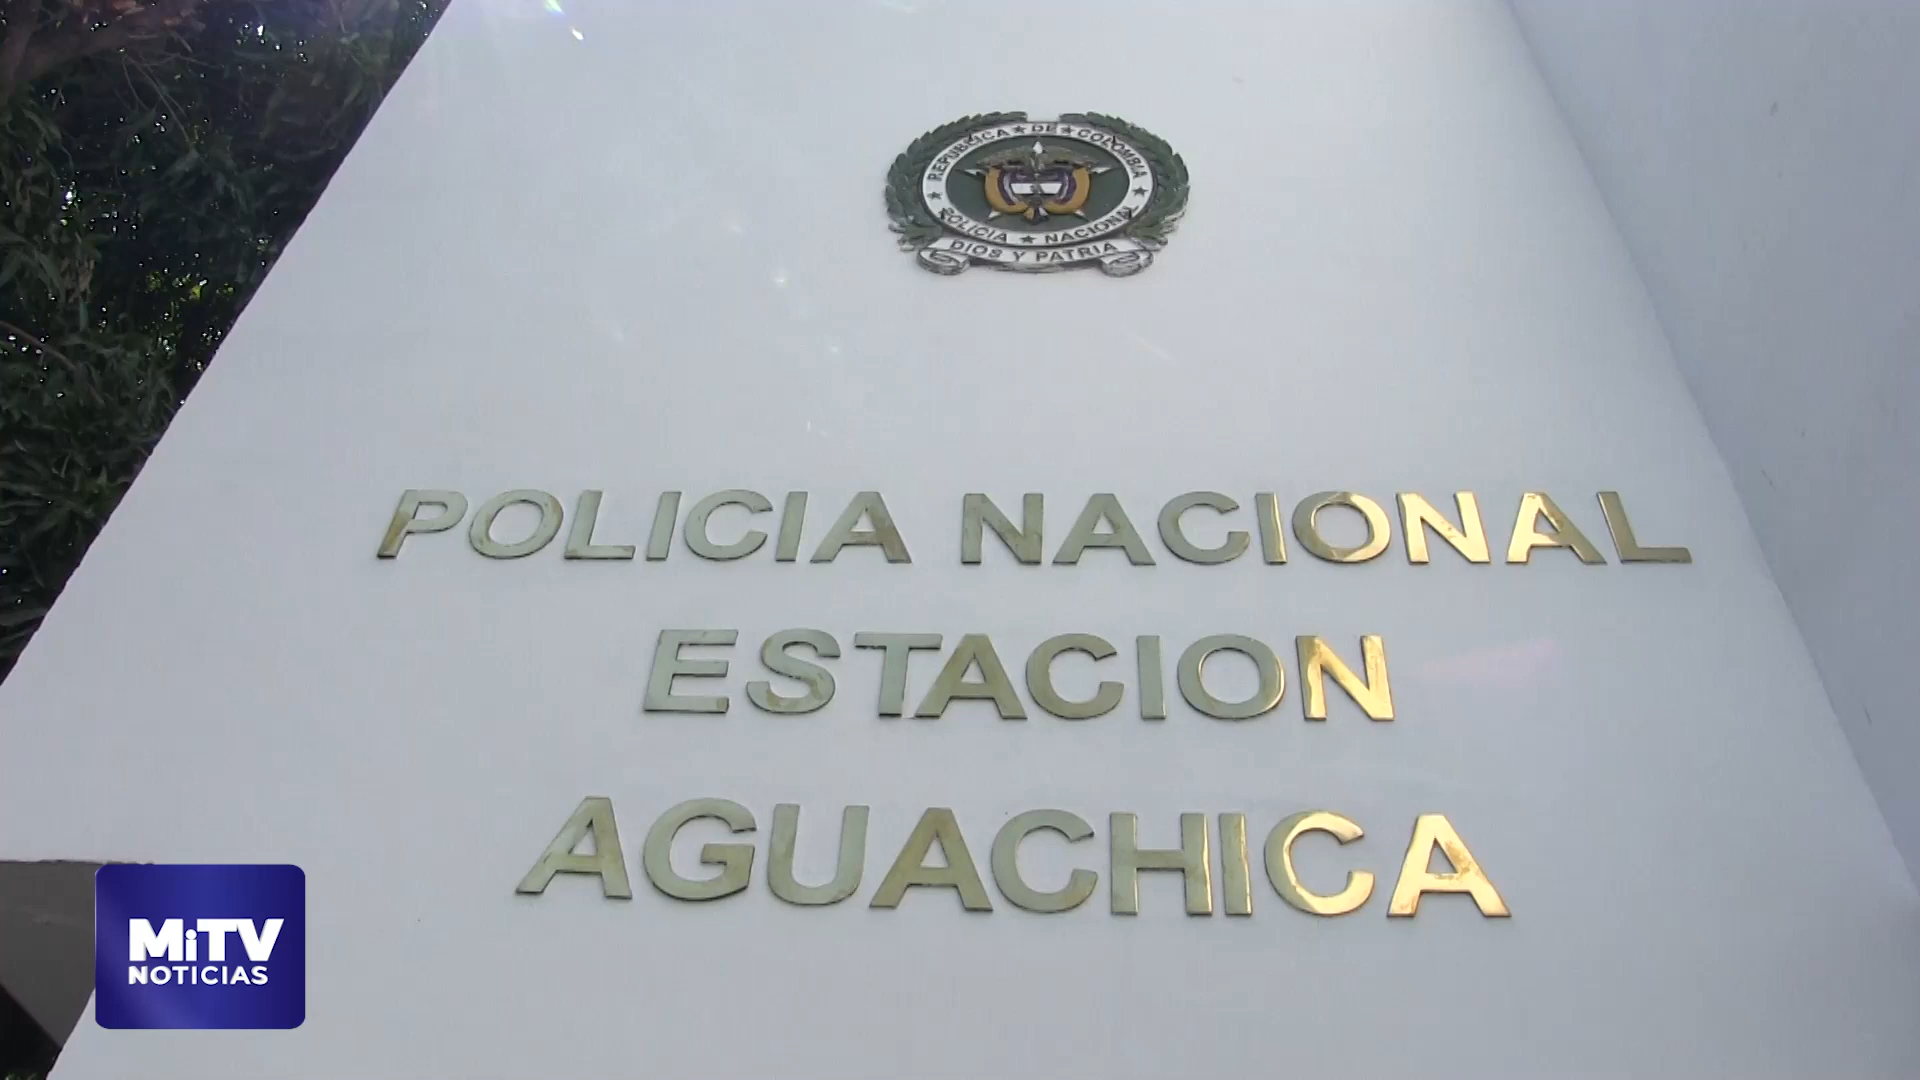 REPUBLICA ★ DE ★ COLOMBIA
★ POLICIA ★ NACIONAL ★
DIOS Y PATRIA
POLICIA NACIONAL
ESTACION
AGUACHICA
MiTV
NOTICIAS